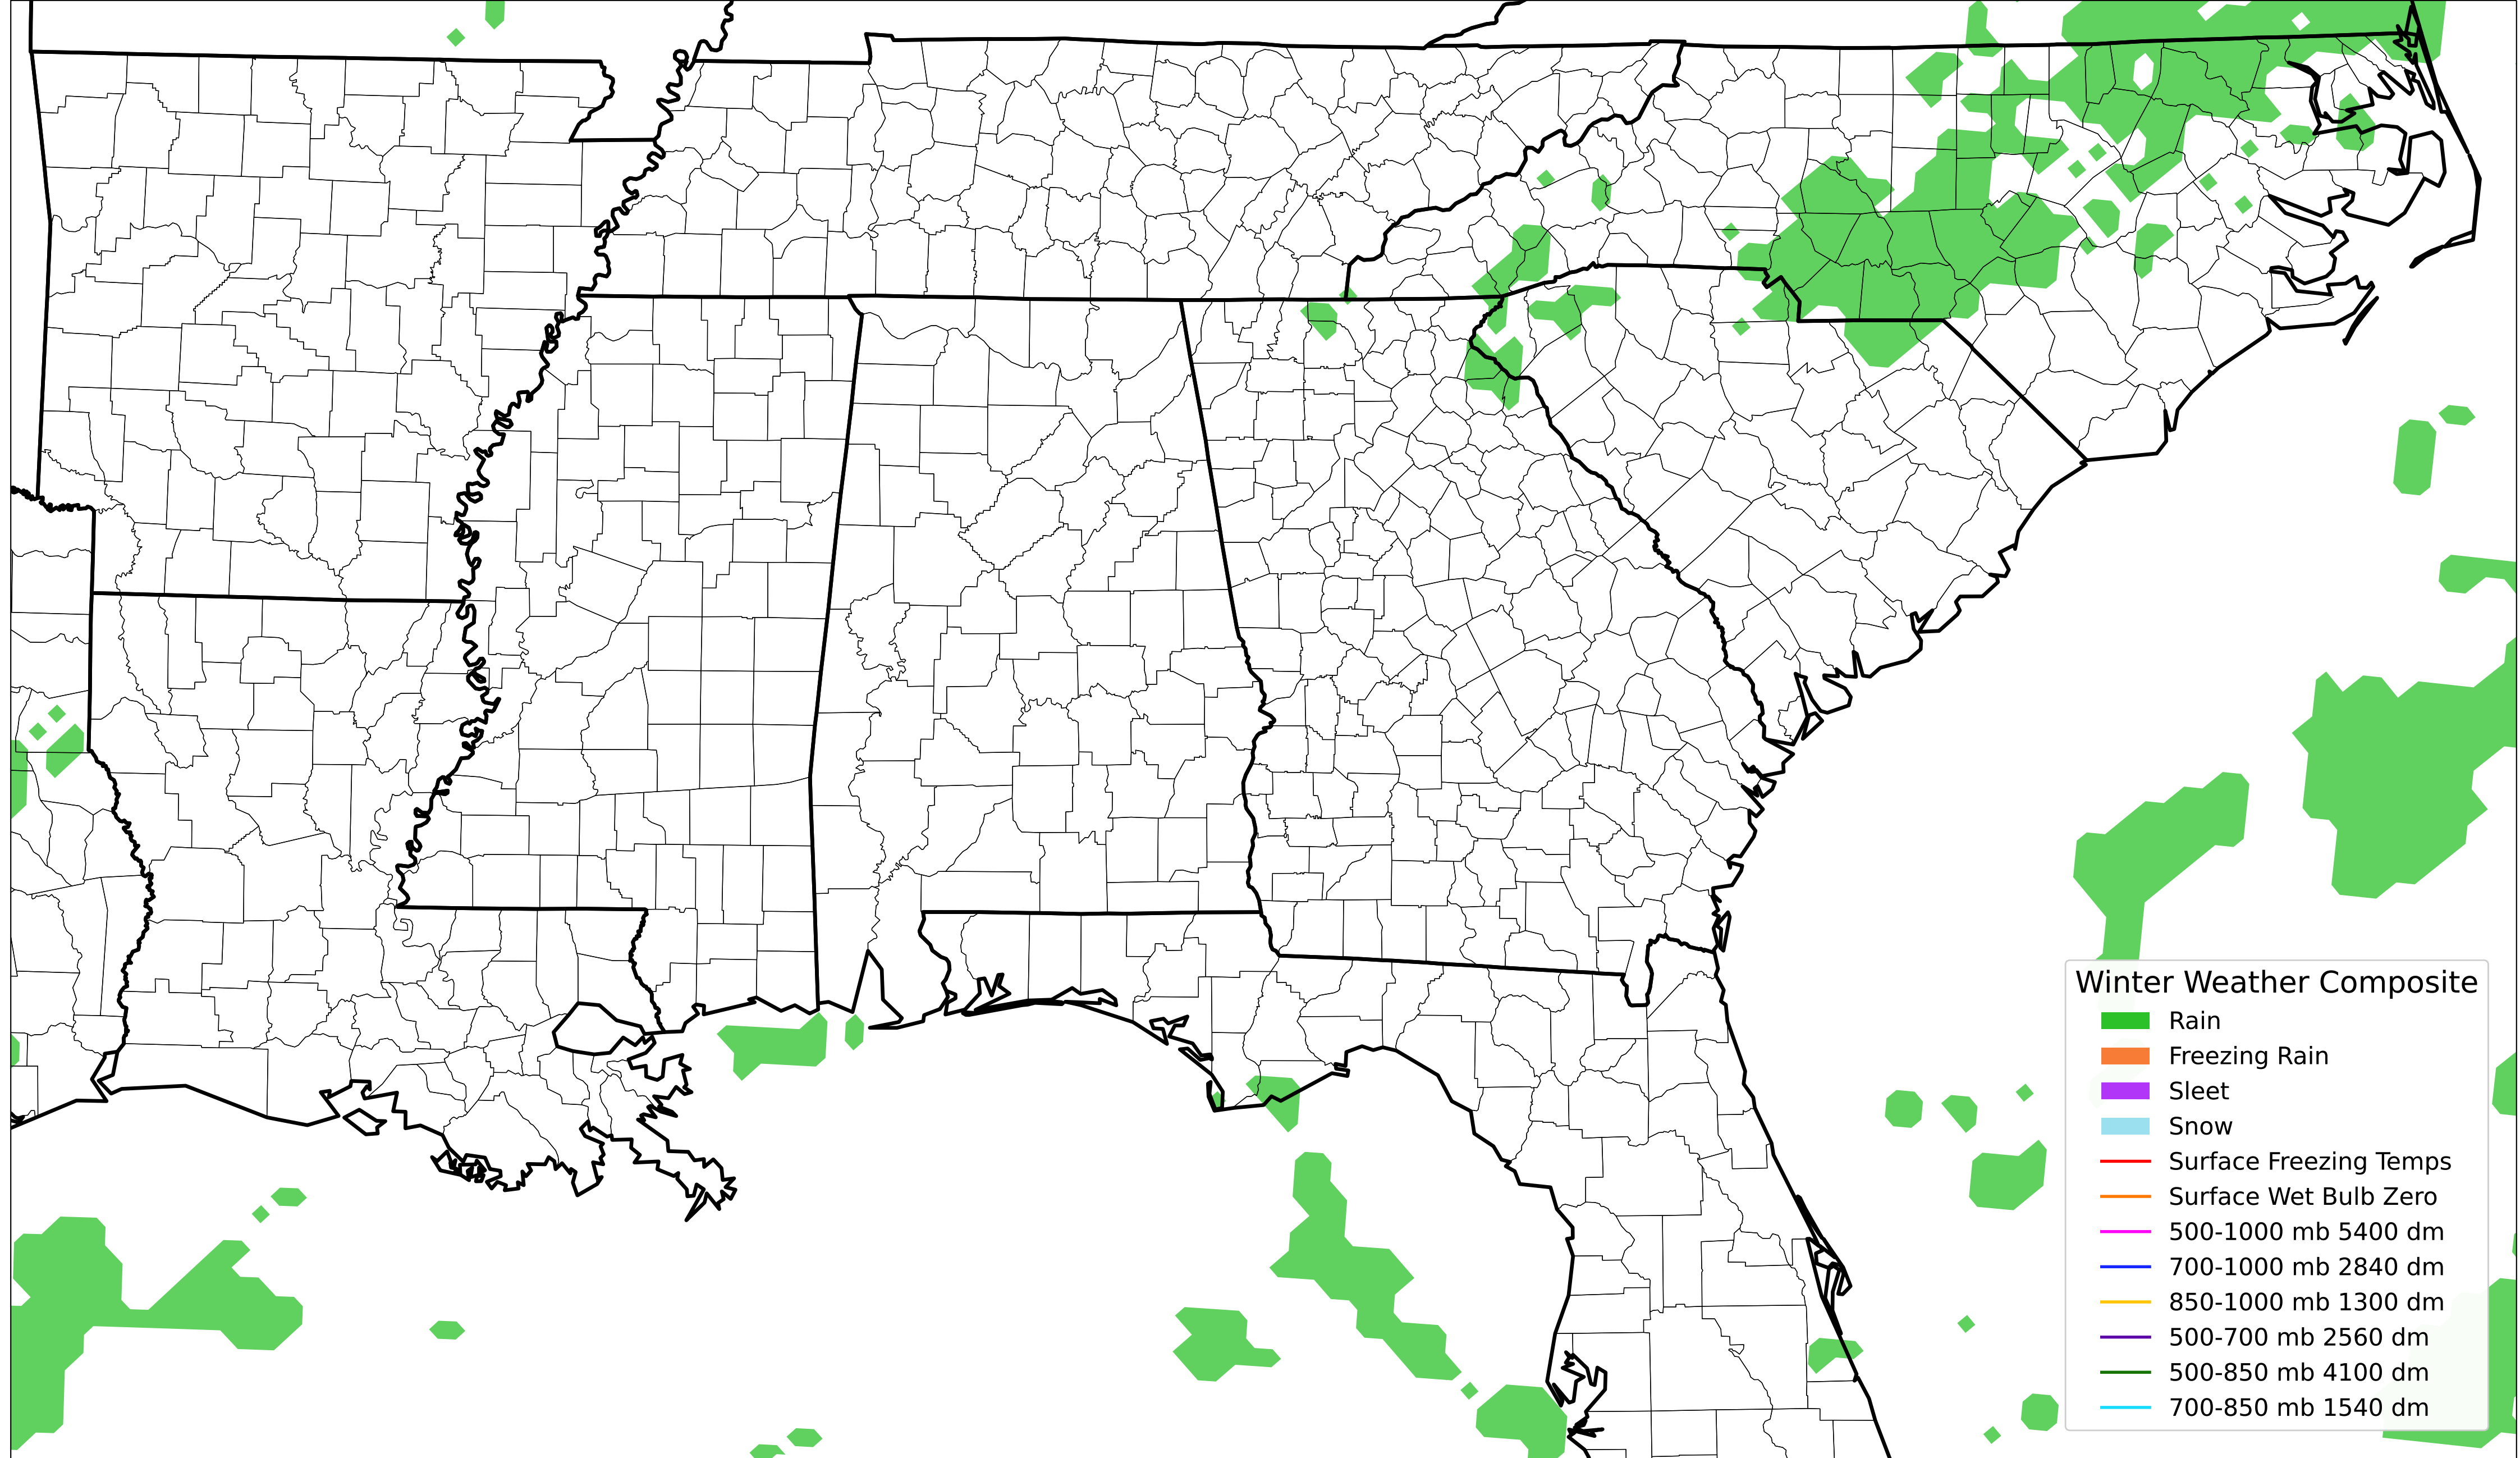 Winter Weather Composite
Rain
Freezing Rain
Sleet
Snow
Surface Freezing Temps
Surface Wet Bulb Zero
500-1000 mb 5400 dm
700-1000 mb 2840 dm
850-1000 mb 1300 dm
500-700 mb 2560 dm
500-850 mb 4100 dm
700-850 mb 1540 dm